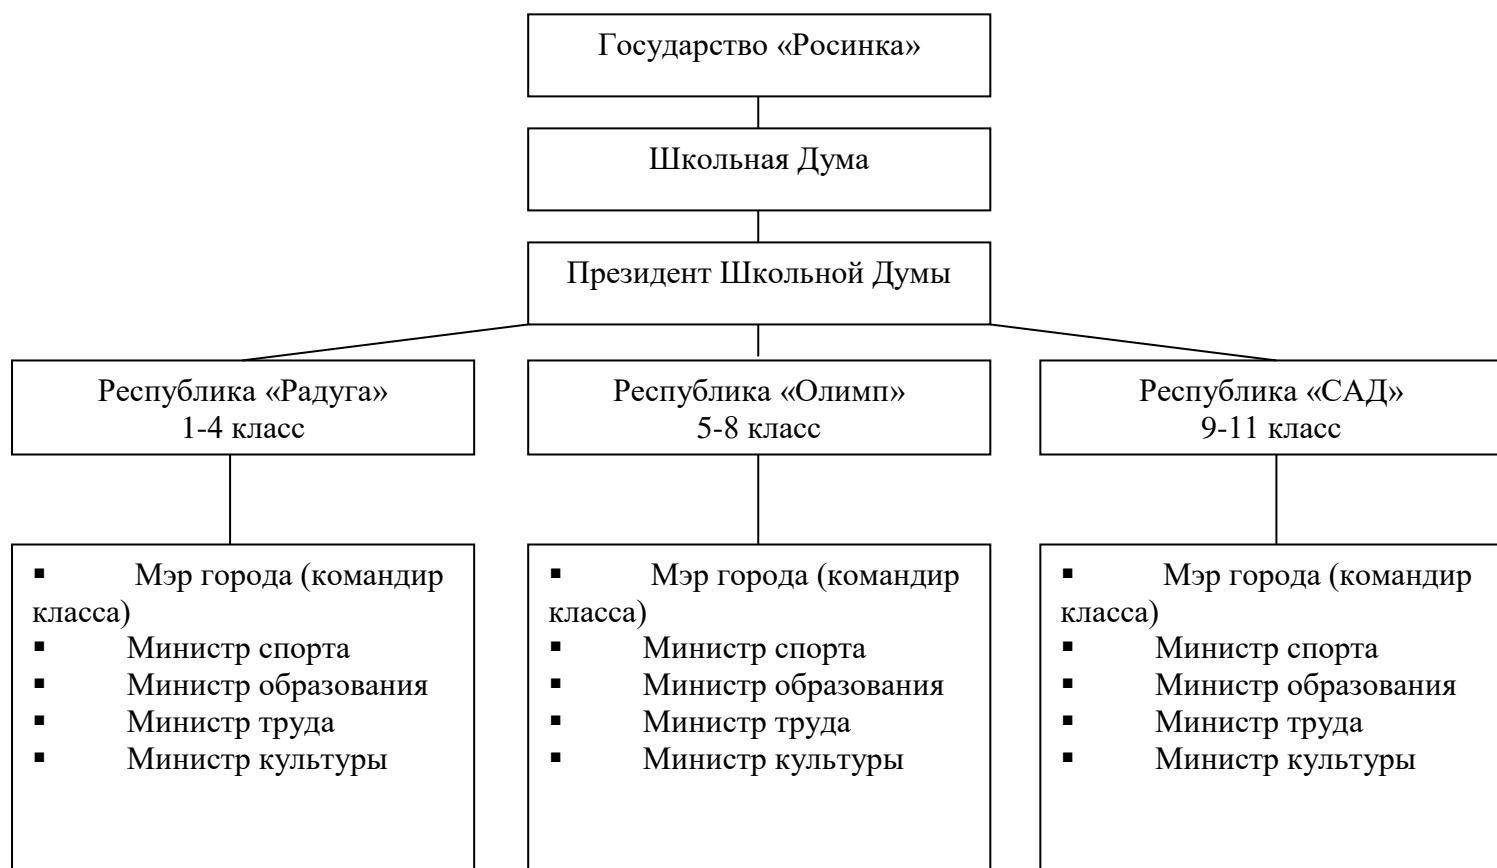 Государство «Росинка»
Школьная Дума
Президент Школьной Думы
Республика «Радуга»
1-4 класс
Республика «Олимп»
5-8 класс
Республика «САД»
9-11 класс
▪ Мэр города (командир
класса)
▪ Министр спорта
▪ Министр образования
▪ Министр труда
▪ Министр культуры
▪ Мэр города (командир
класса)
▪ Министр спорта
▪ Министр образования
▪ Министр труда
▪ Министр культуры
▪ Мэр города (командир
класса)
▪ Министр спорта
▪ Министр образования
▪ Министр труда
▪ Министр культуры